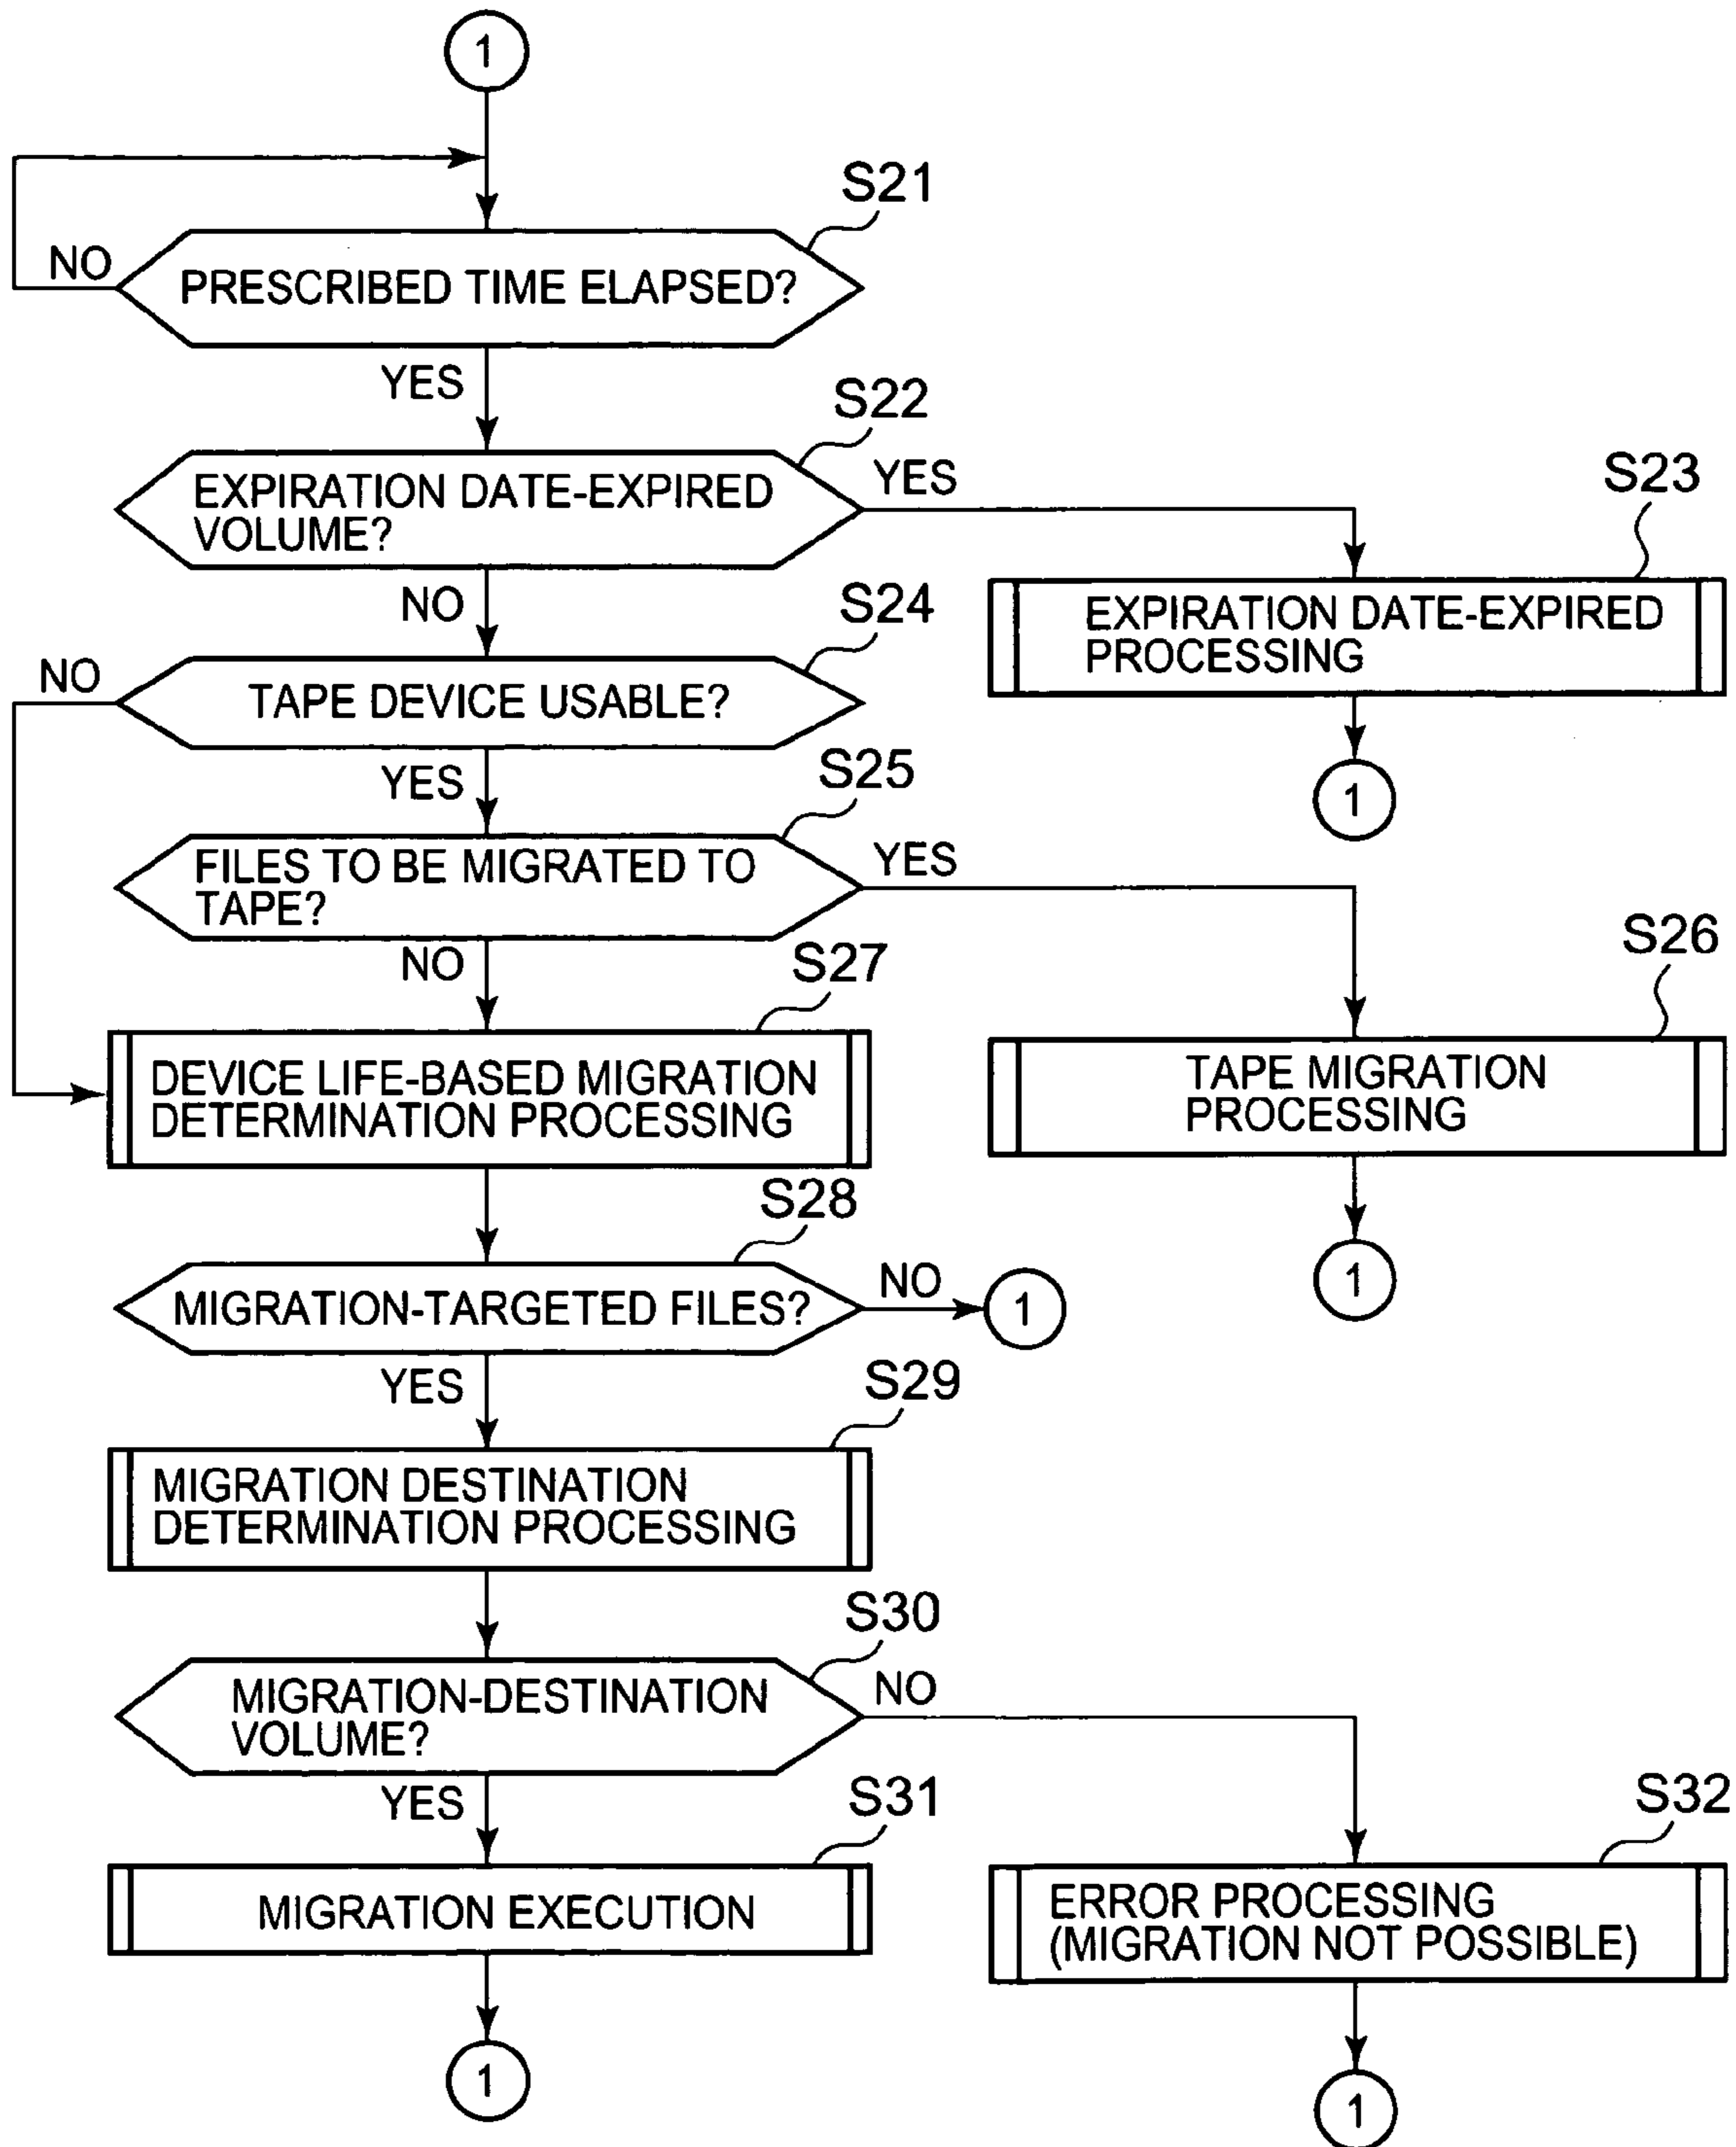 1
S21
NO
PRESCRIBED TIME ELAPSED?
YES
S22
EXPIRATION DATE-EXPIRED
VOLUME?
YES
S23
EXPIRATION DATE-EXPIRED
PROCESSING
1
NO
S24
NO
TAPE DEVICE USABLE?
YES
S25
FILES TO BE MIGRATED TO
TAPE?
YES
S26
TAPE MIGRATION
PROCESSING
1
NO
S27
DEVICE LIFE-BASED MIGRATION
DETERMINATION PROCESSING
S28
MIGRATION-TARGETED FILES?
NO
1
YES
S29
MIGRATION DESTINATION
DETERMINATION PROCESSING
S30
MIGRATION-DESTINATION
VOLUME?
NO
YES
S31
MIGRATION EXECUTION
1
S32
ERROR PROCESSING
(MIGRATION NOT POSSIBLE)
1